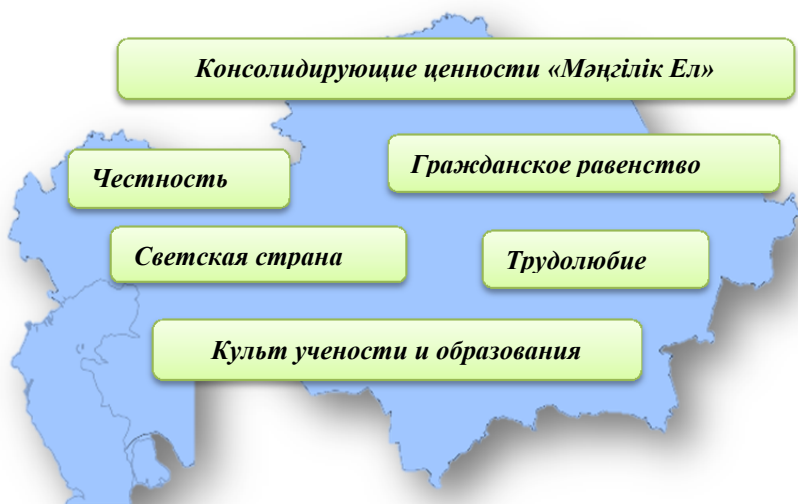 Консолидирующие ценности «Мәңгілік Ел»
Честность
Гражданское равенство
Светская страна
Трудолюбие
Культ учености и образования